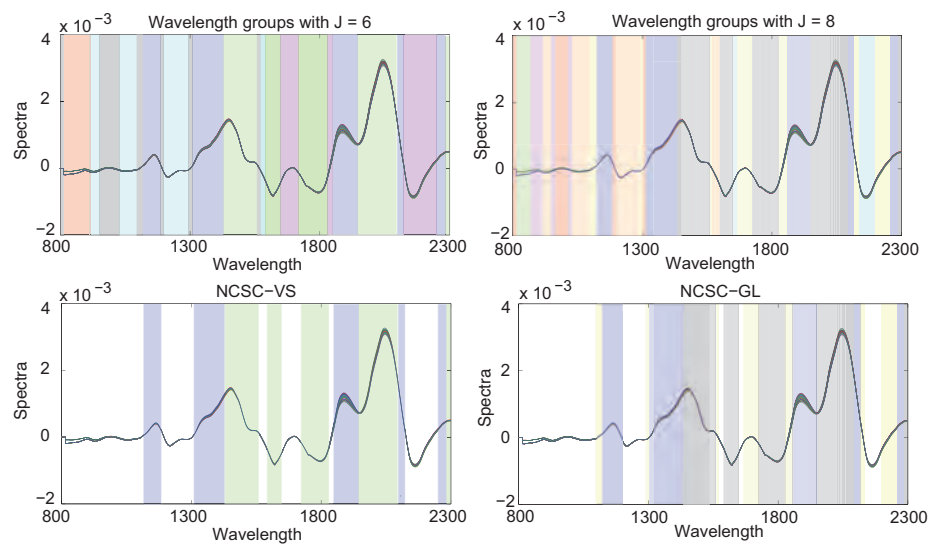 x 10−3
Wavelength groups with J = 6
4
2
0
−2
Spectra
800
1300
1800
2300
Wavelength
x 10−3
Wavelength groups with J = 8
4
2
0
−2
Spectra
800
1300
1800
2300
Wavelength
x 10−3
NCSC−VS
4
2
0
−2
Spectra
800
1300
1800
2300
Wavelength
x 10−3
NCSC−GL
4
2
0
−2
Spectra
800
1300
1800
2300
Wavelength